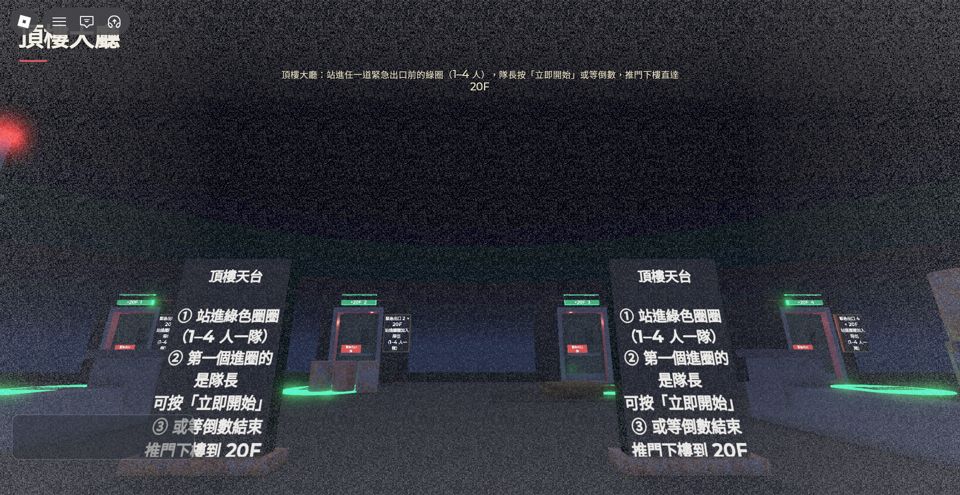 頂樓大廳
頂樓大廳：站進任一道緊急出口前的綠圈（1–4 人），隊長按「立即開始」或等倒數，推門下樓直達
20F
頂樓天台
① 站進綠色圈圈
（1–4 人一隊）
② 第一個進圈的
是隊長
可按「立即開始」
③ 或等倒數結束
推門下樓到 20F
頂樓天台
① 站進綠色圈圈
（1–4 人一隊）
② 第一個進圈的
是隊長
可按「立即開始」
③ 或等倒數結束
推門下樓到 20F